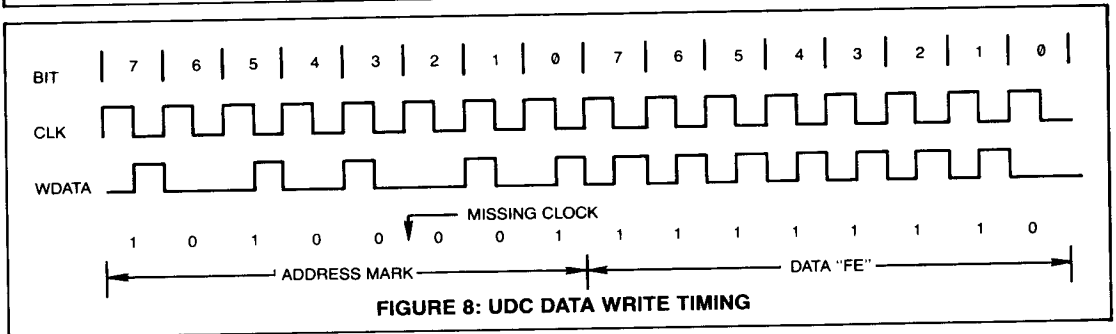 BIT 7 6 5 4 3 2 1 0 7 6 5 4 3 2 1 0
CLK
WDATA
MISSING CLOCK
1 0 1 0 0 0 0 1 1 1 1 1 1 1 1 0
ADDRESS MARK DATA "FE"
FIGURE 8: UDC DATA WRITE TIMING